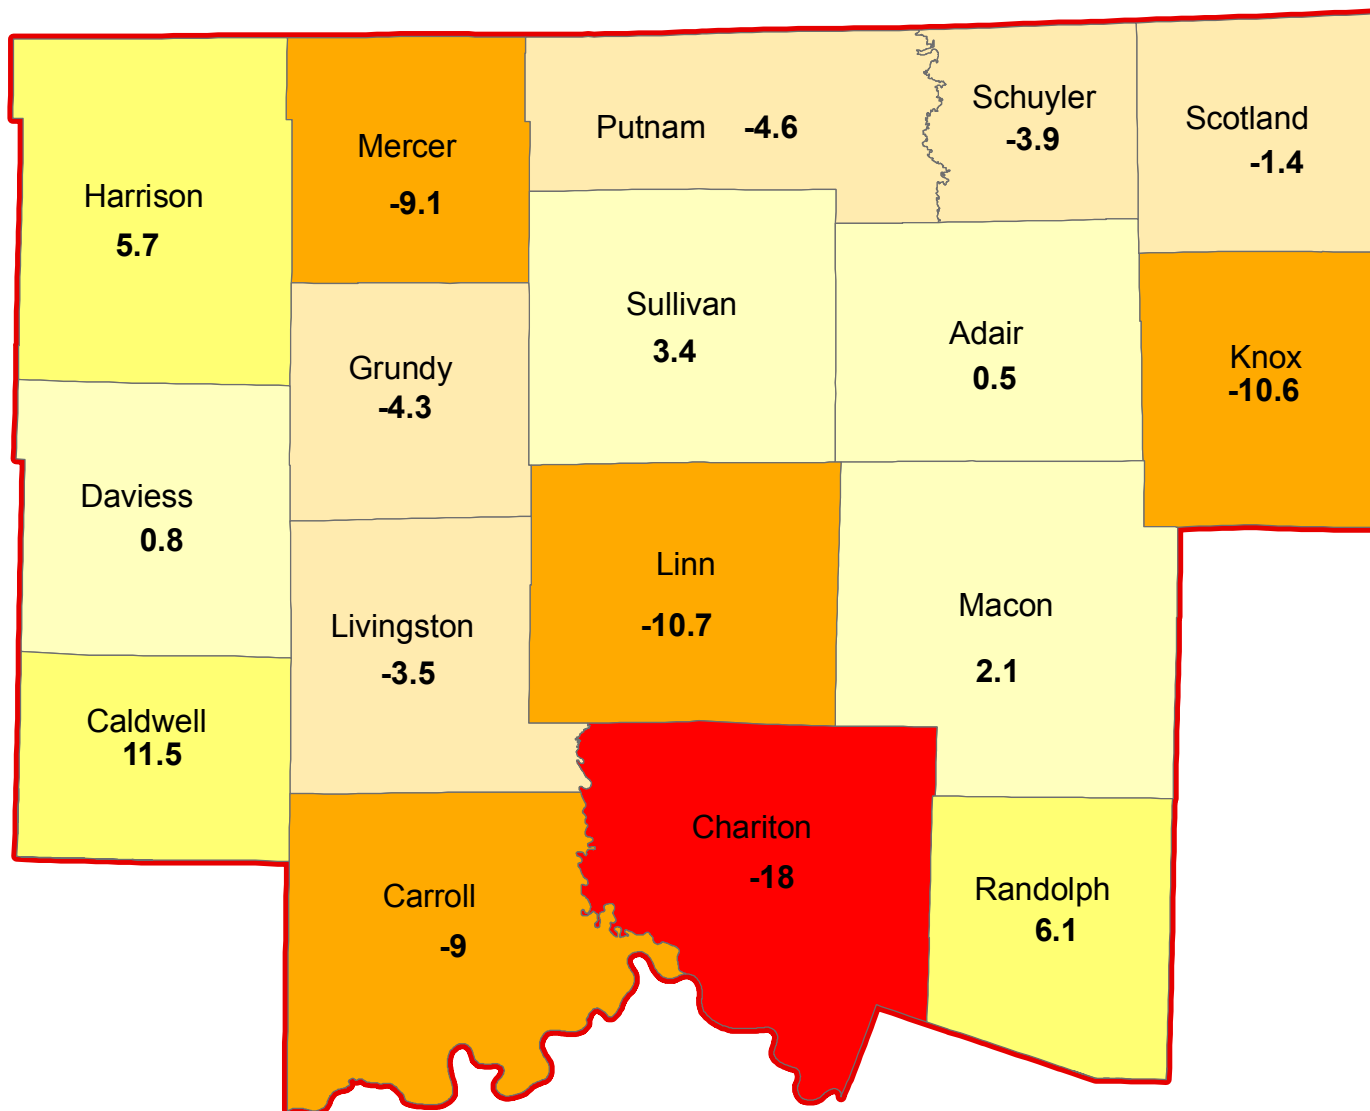 Harrison
5.7
Mercer
-9.1
Putnam -4.6
Schuyler
-3.9
Scotland
-1.4
Grundy
-4.3
Sullivan
3.4
Adair
0.5
Knox
-10.6
Daviess
0.8
Livingston
-3.5
Linn
-10.7
Macon
2.1
Caldwell
11.5
Carroll
-9
Chariton
-18
Randolph
6.1